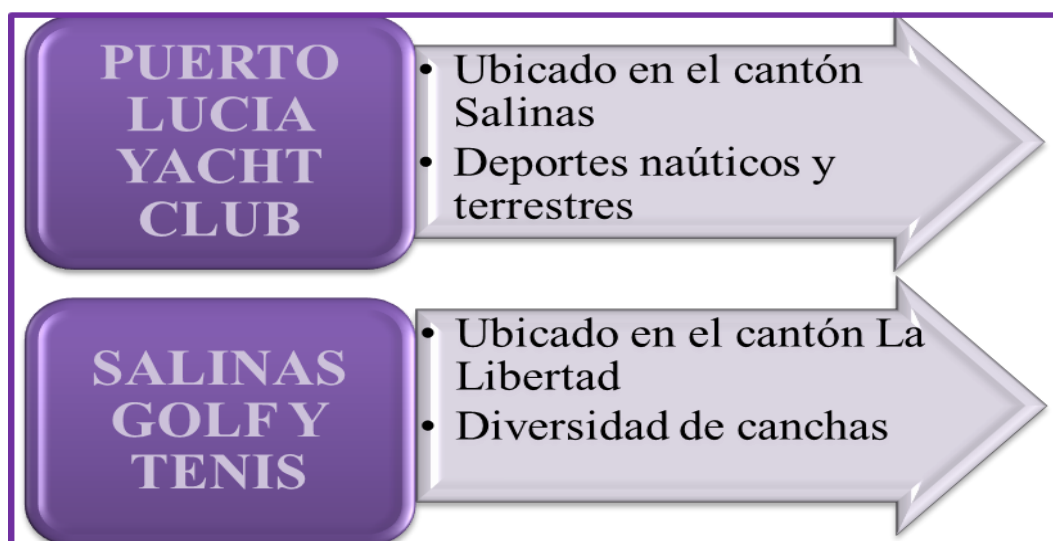 PUERTO
LUCIA
YACHT
CLUB
• Ubicado en el cantón
Salinas
• Deportes naúticos y
terrestres
SALINAS
GOLF Y
TENIS
• Ubicado en el cantón La
Libertad
• Diversidad de canchas